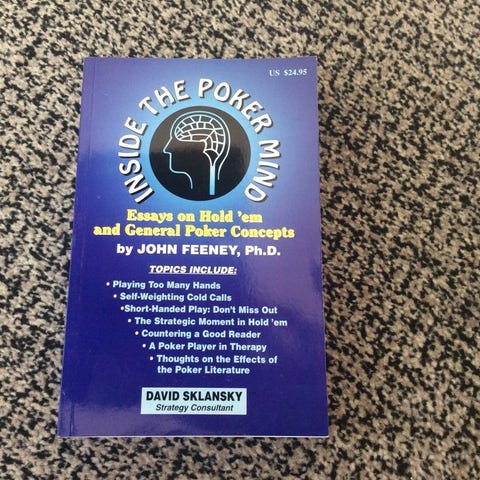 US $24.95
INSIDE THE POKER MIND
Essays on Hold 'em
and General Poker Concepts
by JOHN FEENEY, Ph.D.
TOPICS INCLUDE:
• Playing Too Many Hands
• Self-Weighting Cold Calls
•Short-Handed Play: Don't Miss Out
• The Strategic Moment in Hold 'em
• Countering a Good Reader
• A Poker Player in Therapy
• Thoughts on the Effects of
the Poker Literature
DAVID SKLANSKY
Strategy Consultant